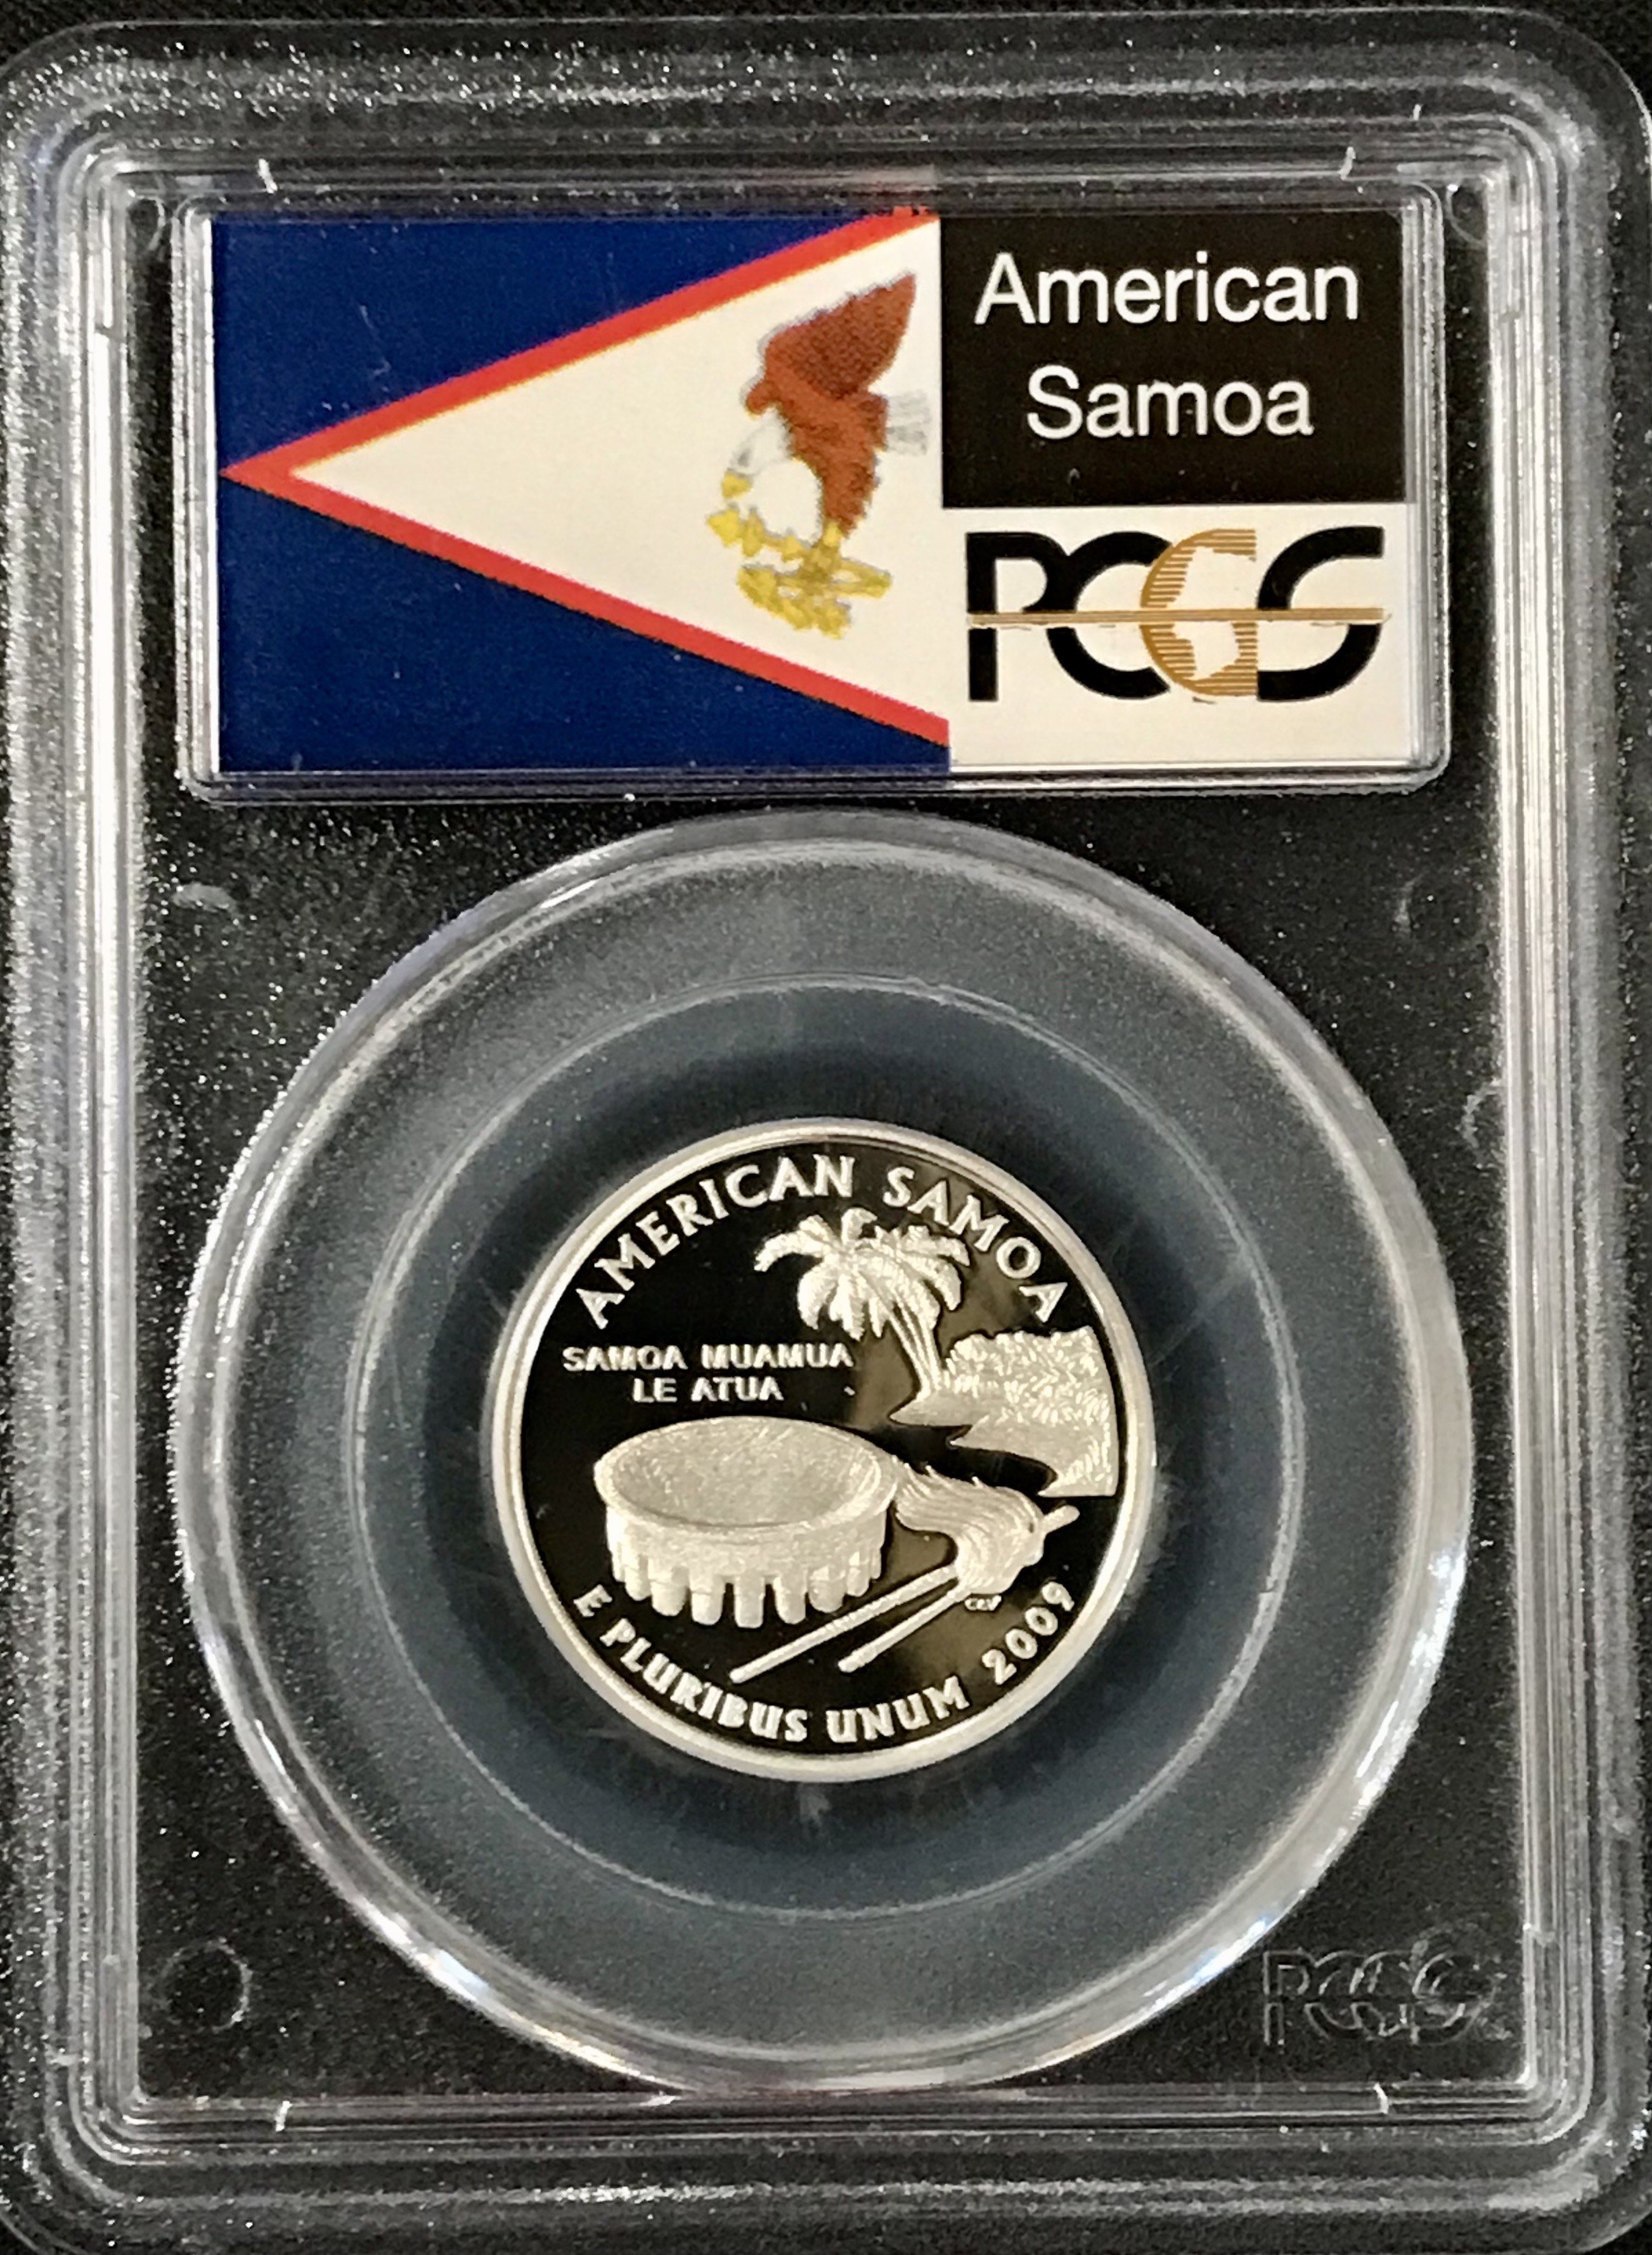 American
Samoa
PCGS
AMERICAN SAMOA
SAMOA MUAMUA
LE ATUA
E PLURIBUS UNUM 2009
PCGS